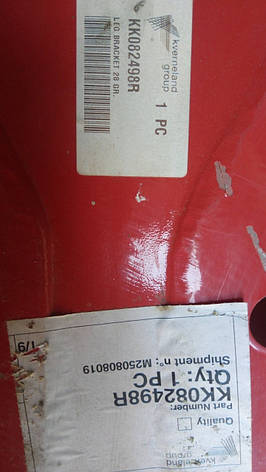 kverneland
group
KK082498R
1 PC
LEG.BRACKET 28 GR.
kverneland
group
Quality
Part Number:
KK082498R
Qty: 1 PC
Shipment n°: M250808019
1/9